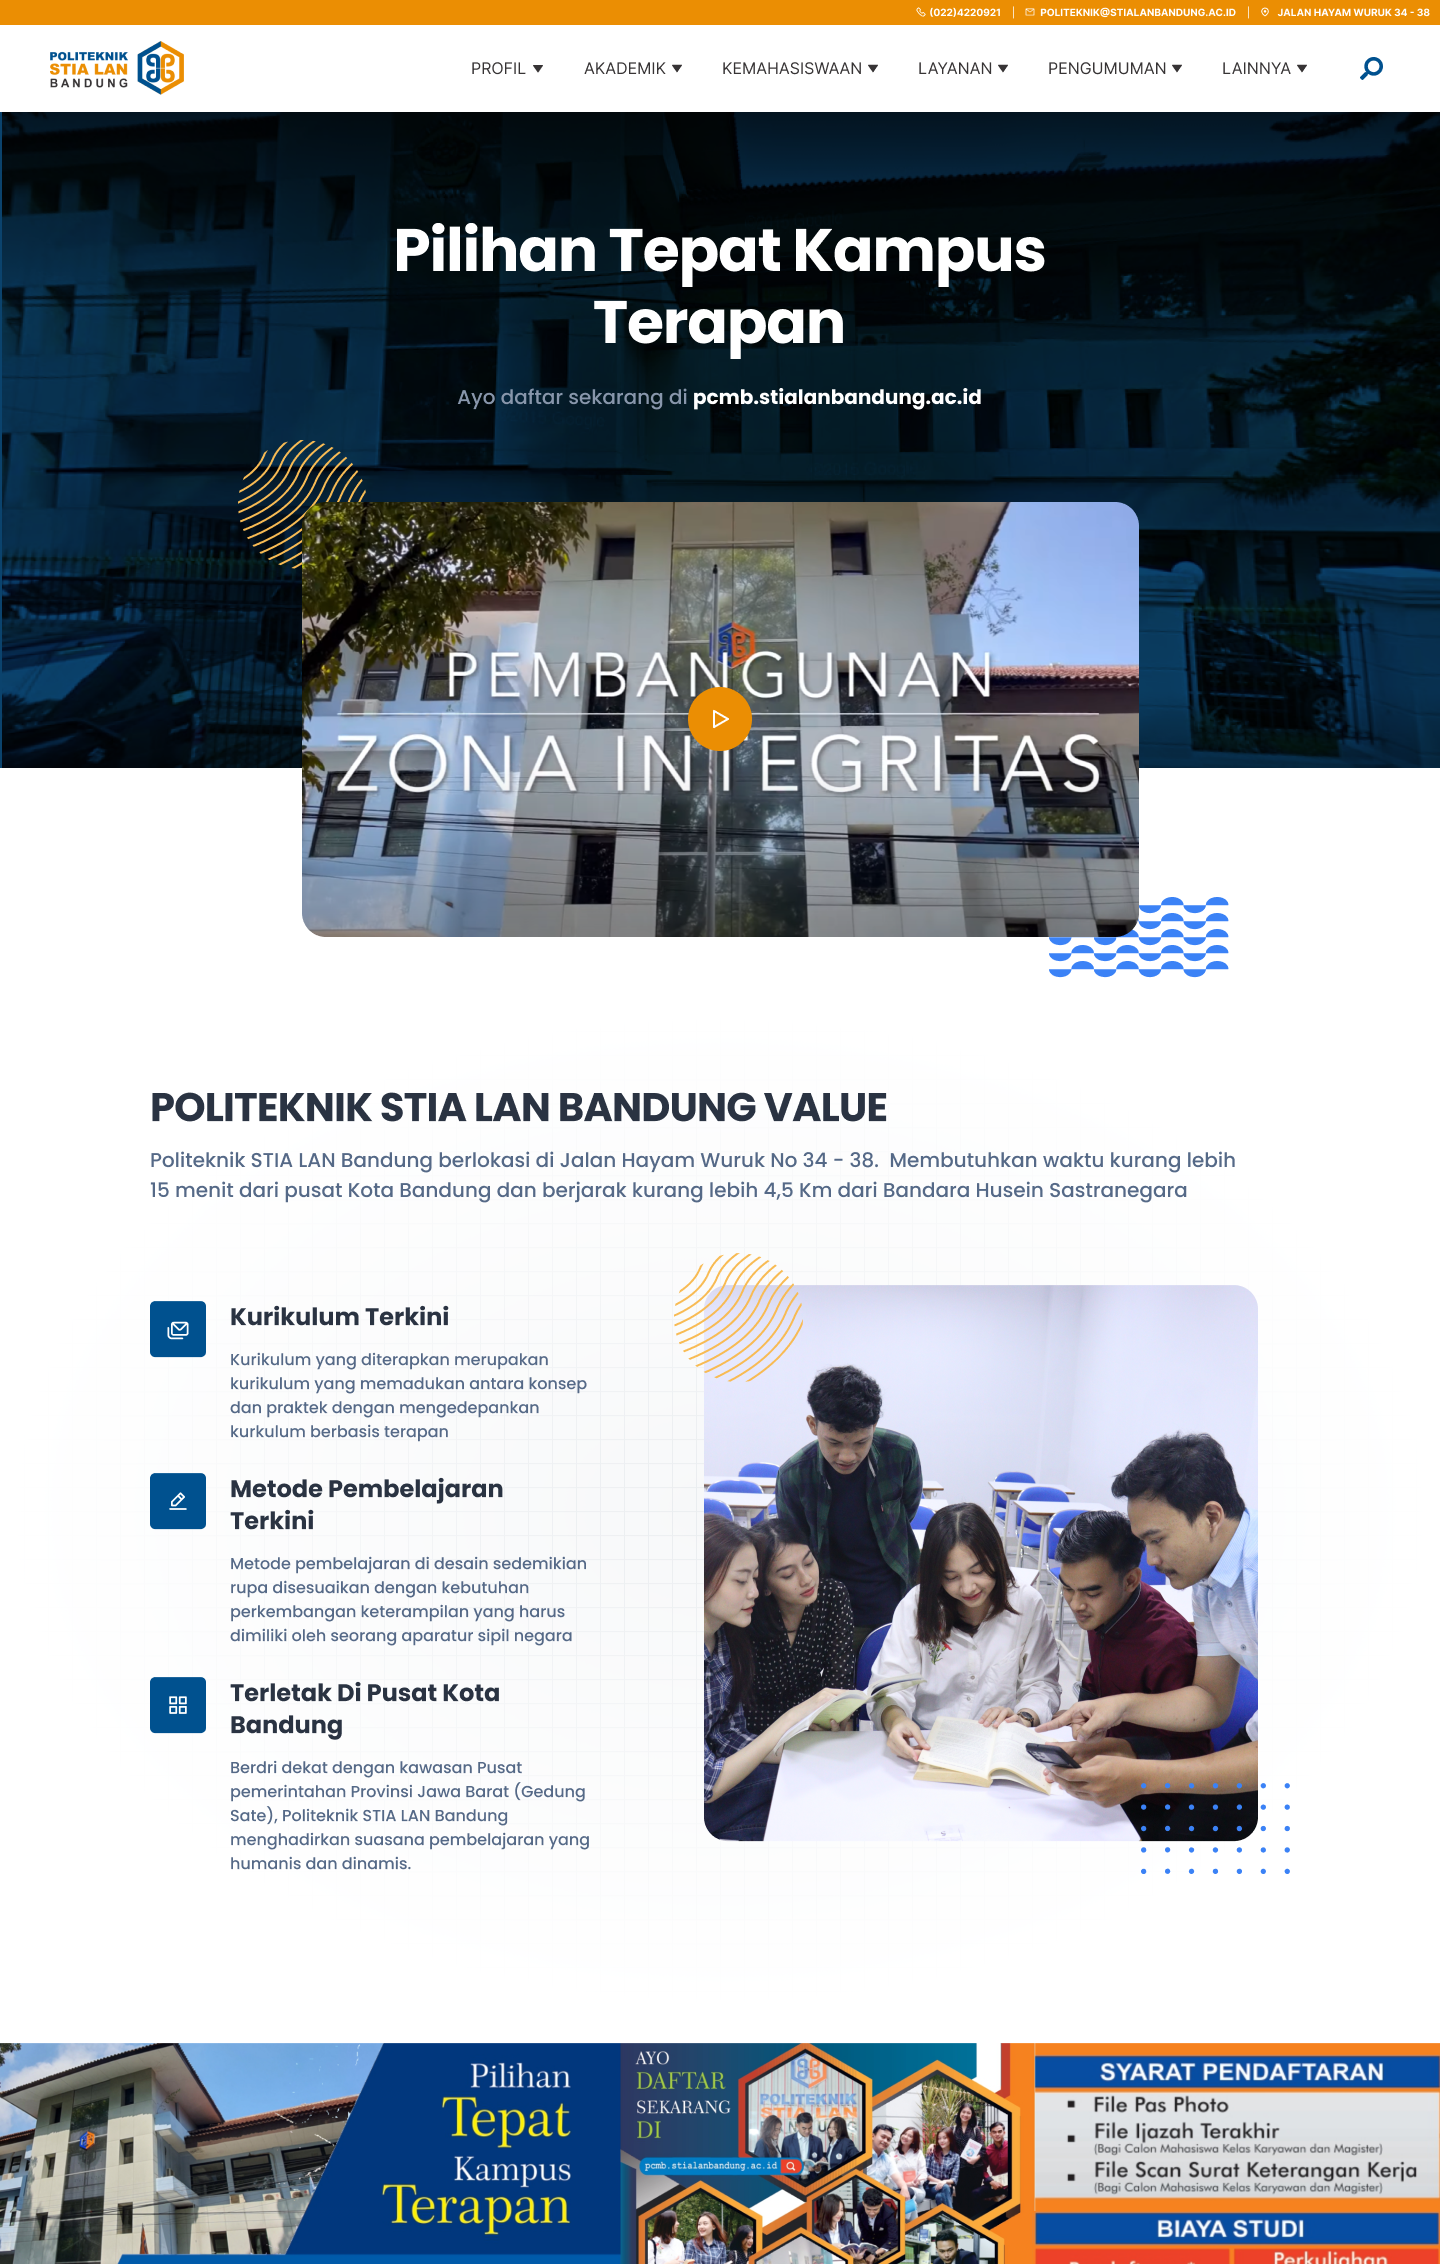 (022)4220921
POLITEKNIK@STIALANBANDUNG.AC.ID
JALAN HAYAM WURUK 34 - 38
POLITEKNIK
STIA LAN
BANDUNG
PROFIL
AKADEMIK
KEMAHASISWAAN
LAYANAN
PENGUMUMAN
LAINNYA
Pilihan Tepat Kampus
Terapan
Ayo daftar sekarang di pcmb.stialanbandung.ac.id
PEMBANGUNAN
ZONA INTEGRITAS
POLITEKNIK STIA LAN BANDUNG VALUE
Politeknik STIA LAN Bandung berlokasi di Jalan Hayam Wuruk No 34 - 38. Membutuhkan waktu kurang lebih
15 menit dari pusat Kota Bandung dan berjarak kurang lebih 4,5 Km dari Bandara Husein Sastranegara
Kurikulum Terkini
Kurikulum yang diterapkan merupakan
kurikulum yang memadukan antara konsep
dan praktek dengan mengedepankan
kurkulum berbasis terapan
Metode Pembelajaran
Terkini
Metode pembelajaran di desain sedemikian
rupa disesuaikan dengan kebutuhan
perkembangan keterampilan yang harus
dimiliki oleh seorang aparatur sipil negara
Terletak Di Pusat Kota
Bandung
Berdri dekat dengan kawasan Pusat
pemerintahan Provinsi Jawa Barat (Gedung
Sate), Politeknik STIA LAN Bandung
menghadirkan suasana pembelajaran yang
humanis dan dinamis.
Pilihan
Tepat
Kampus
Terapan
AYO
DAFTAR
SEKARANG
DI
pcmb.stialanbandung.ac.id
POLITEKNIK
STIA LAN
SYARAT PENDAFTARAN
▪ File Pas Photo
▪ File Ijazah Terakhir
(Bagi Calon Mahasiswa Kelas Karyawan dan Magister)
▪ File Scan Surat Keterangan Kerja
(Bagi Calon Mahasiswa Kelas Karyawan dan Magister)
BIAYA STUDI
Perkuliahan